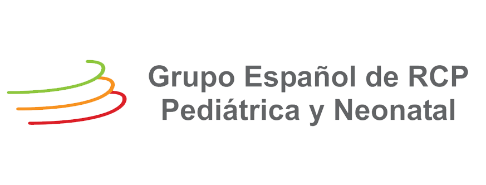 Grupo Español de RCP
Pediátrica y Neonatal